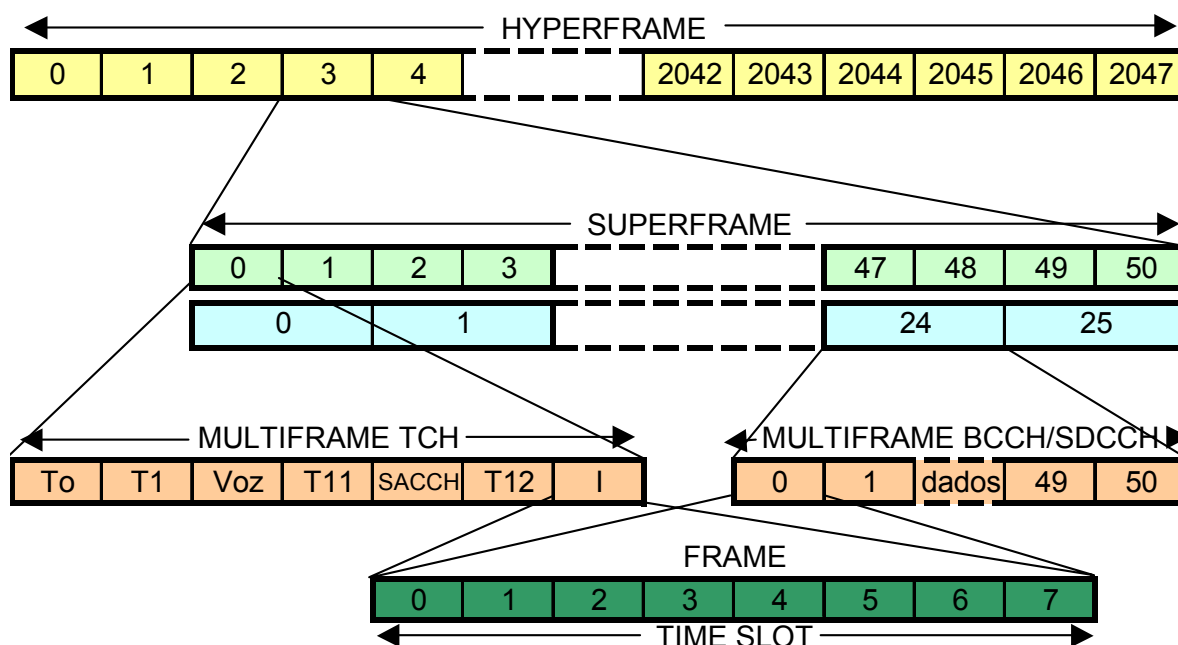 HYPERFRAME
0 1 2 3 4 2042 2043 2044 2045 2046 2047
SUPERFRAME
0 1 2 3 47 48 49 50
0 1 24 25
MULTIFRAME TCH MULTIFRAME BCCH/SDCCH
To T1 Voz T11 SACCH T12 I 0 1 dados 49 50
FRAME
0 1 2 3 4 5 6 7
TIME SLOT